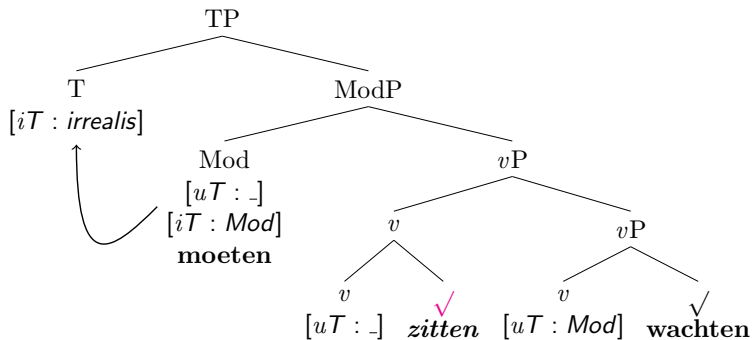 TP
T ModP
[iT : irrealis]
Mod vP
[uT : _]
[iT : Mod]
moeten
v vP
v √ v √
[uT : _] zitten [uT : Mod] wachten